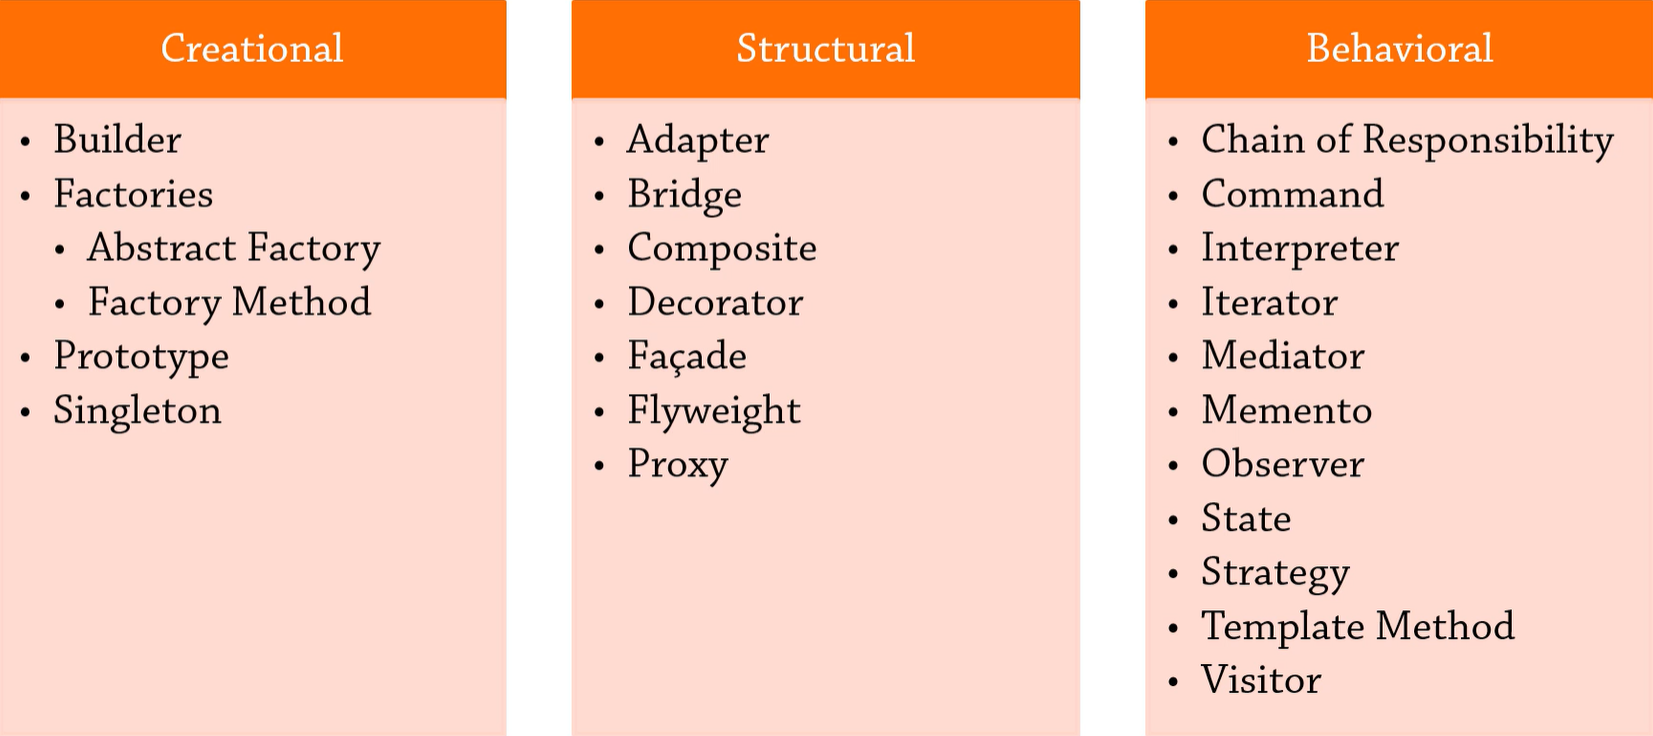 Creational
• Builder
• Factories
• Abstract Factory
• Factory Method
• Prototype
• Singleton
Structural
• Adapter
• Bridge
• Composite
• Decorator
• Façade
• Flyweight
• Proxy
Behavioral
• Chain of Responsibility
• Command
• Interpreter
• Iterator
• Mediator
• Memento
• Observer
• State
• Strategy
• Template Method
• Visitor